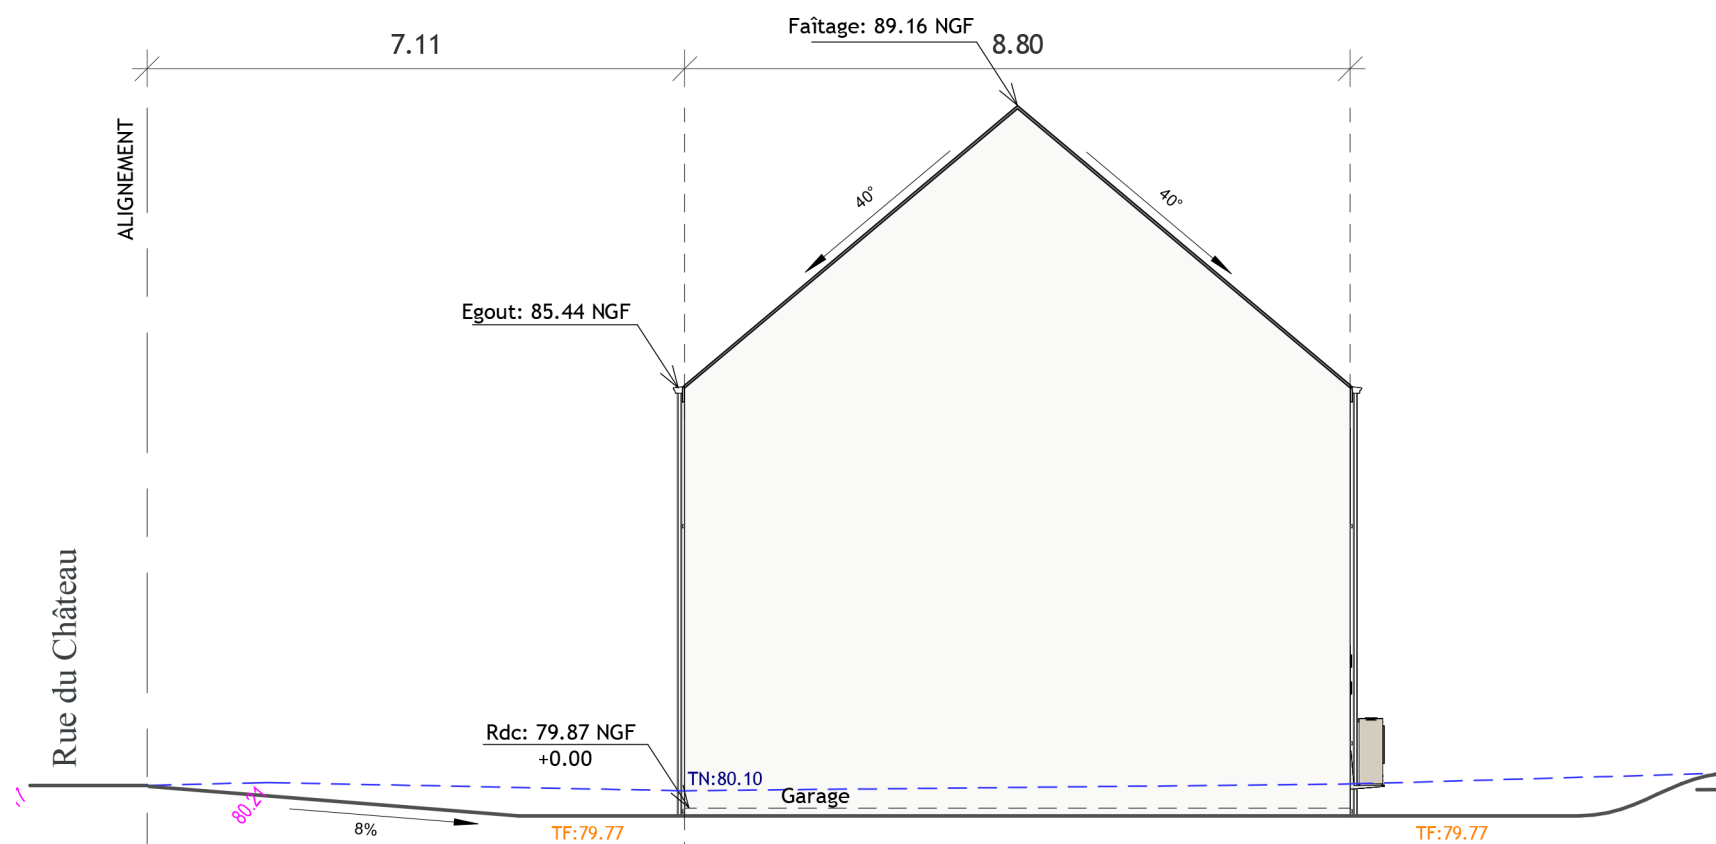 Faîtage: 89.16 NGF
7.11
8.80
ALIGNEMENT
40°
40°
Egout: 85.44 NGF
Rue du Château
Rdc: 79.87 NGF
+0.00
TN:80.10
Garage
80.21
8%
TF:79.77
TF:79.77